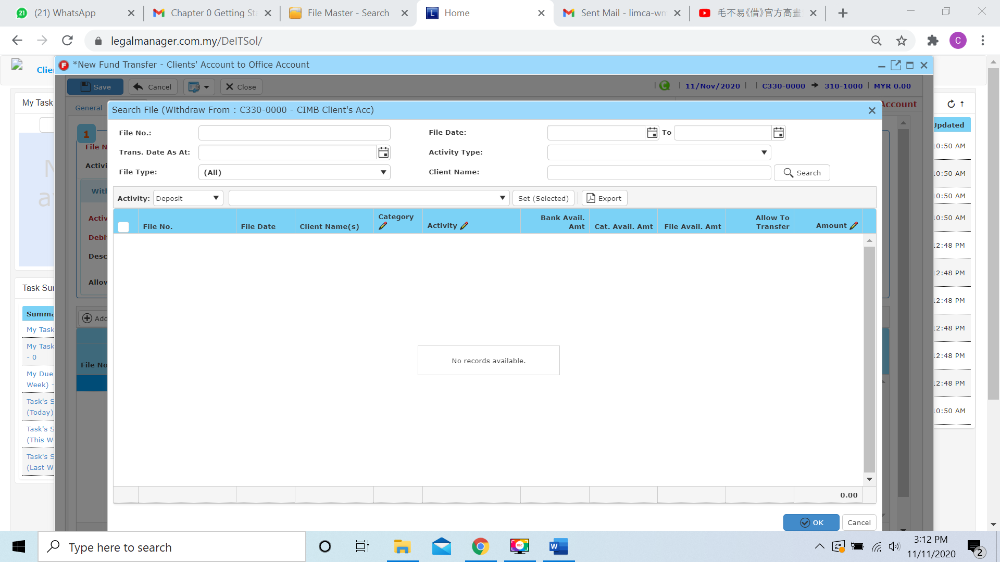 21
(21) WhatsApp
Chapter 0 Getting Sta
File Master - Search
L
Home
Sent Mail - limca-wm
毛不易《借》官方高畫
legalmanager.com.my/DeITSol/
C
Clie
*New Fund Transfer - Clients' Account to Office Account
Save
Cancel
Close
11/Nov/2020
C330-0000
310-1000
MYR 0.00
My Task
General
Account
Search File (Withdraw From : C330-0000 - CIMB Client's Acc)
File No.:
File Date:
To
Trans. Date As At:
Activity Type:
File Type:
(All)
Client Name:
Search
Activity:
Deposit
Set (Selected)
Export
File No.
File Date
Client Name(s)
Category
Activity
Bank Avail.
Amt
Cat. Avail. Amt
File Avail. Amt
Allow To
Transfer
Amount
No records available.
0.00
OK
Cancel
1
File N
Activi
With
Activ
Debit
Desc
Allow
Add
File No
Task Su
Summa
My Task
My Task
- 0
My Due
Week) -
Task's S
(Today)
Task's S
(This W
Task's S
(Last W
Updated
10:50 AM
10:50 AM
10:50 AM
10:50 AM
12:48 PM
12:48 PM
12:48 PM
12:48 PM
12:48 PM
12:48 PM
10:50 AM
Type here to search
REC
W
3:12 PM
11/11/2020
2